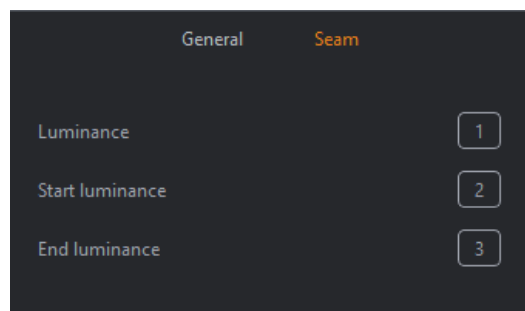 General Seam
Luminance 1
Start luminance 2
End luminance 3